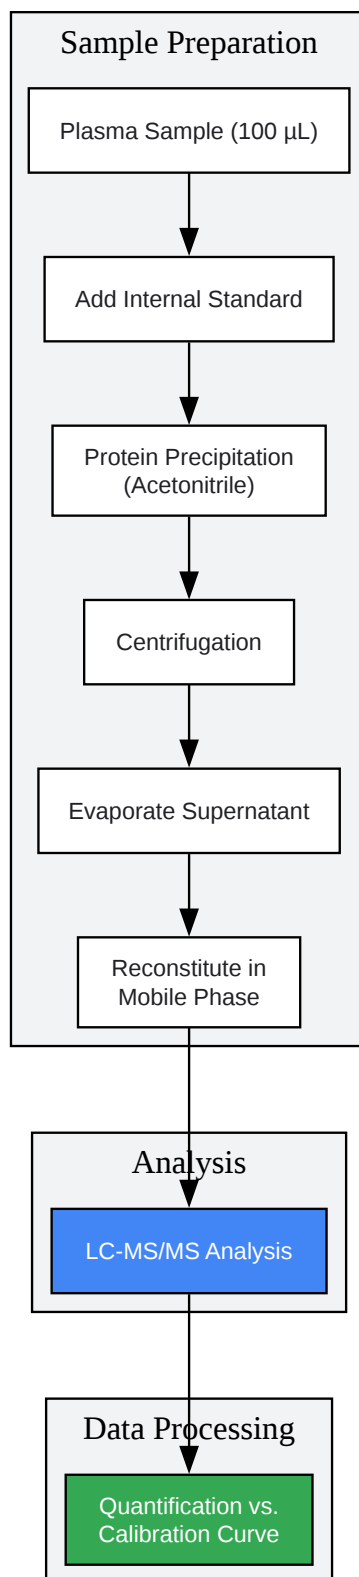 Sample Preparation
Plasma Sample (100 µL)
Add Internal Standard
Protein Precipitation
(Acetonitrile)
Centrifugation
Evaporate Supernatant
Reconstitute in
Mobile Phase
Analysis
LC-MS/MS Analysis
Data Processing
Quantification vs.
Calibration Curve